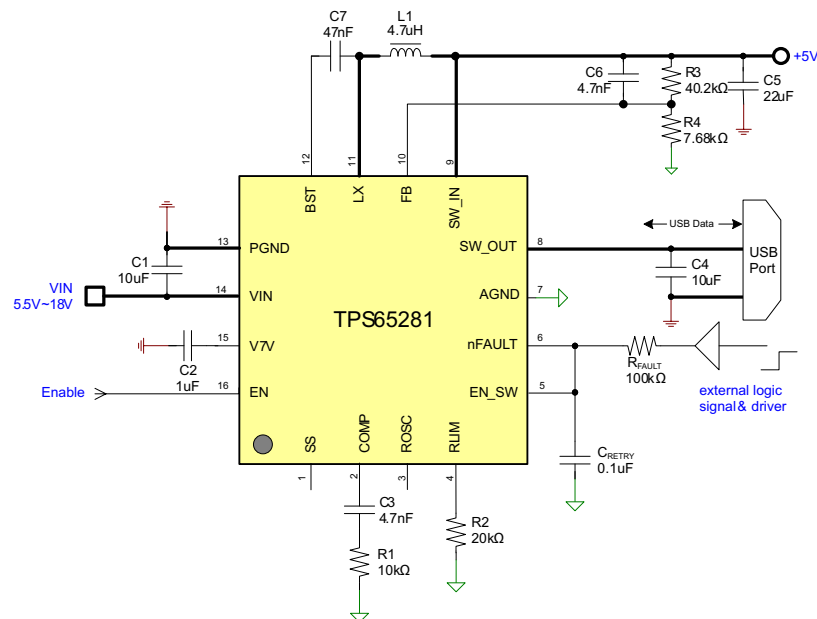 C7
47nF
L1
4.7uH
+5V
C6
4.7nF
R3
40.2kΩ
C5
22uF
R4
7.68kΩ
12
11
10
9
BST
LX
FB
SW_IN
USB Data
13
PGND
SW_OUT
8
USB
Port
C1
10uF
C4
10uF
VIN
5.5V~18V
14
VIN
AGND
7
TPS65281
15
V7V
nFAULT
6
C2
1uF
RFAULT
100kΩ
Enable
16
EN
EN_SW
5
external logic
signal & driver
SS
COMP
ROSC
RLIM
1
2
3
4
CRETRY
0.1uF
C3
4.7nF
R2
20kΩ
R1
10kΩ